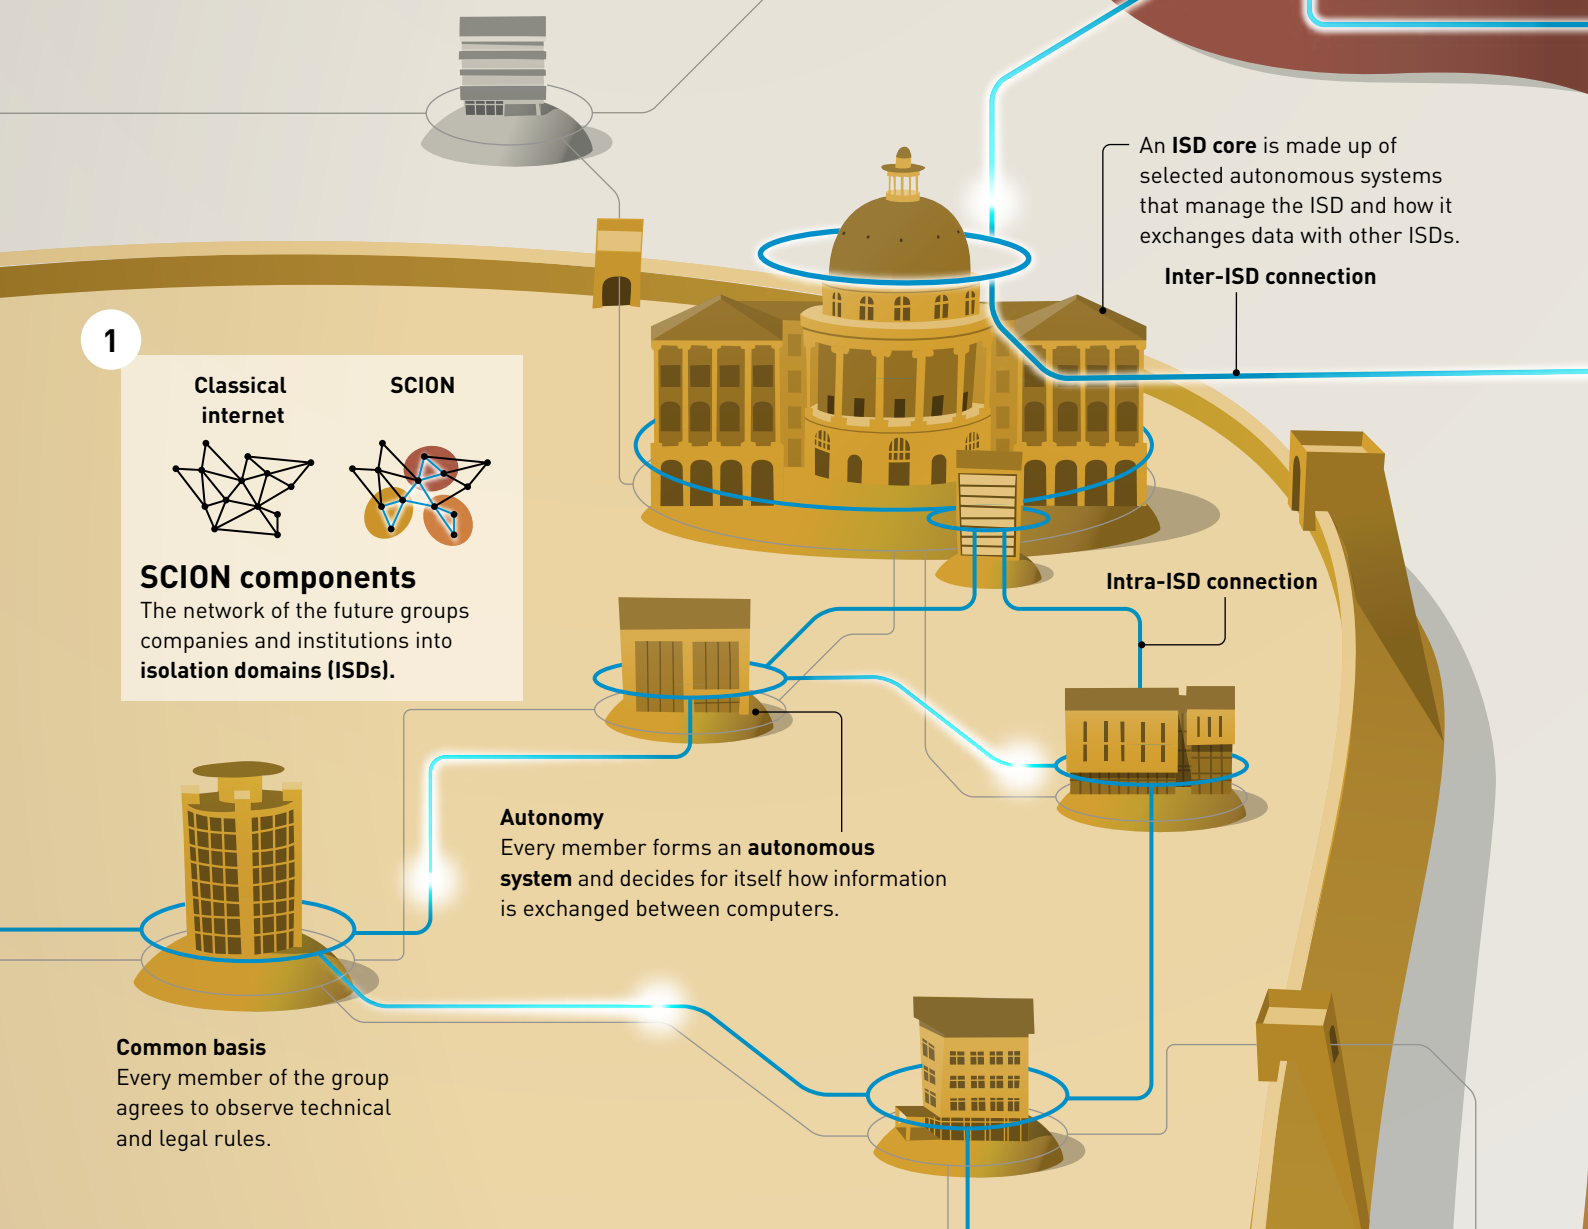 An ISD core is made up of
selected autonomous systems
that manage the ISD and how it
exchanges data with other ISDs.
Inter-ISD connection
1
Classical
internet
SCION
SCION components
The network of the future groups
companies and institutions into
isolation domains (ISDs).
Intra-ISD connection
Autonomy
Every member forms an autonomous
system and decides for itself how information
is exchanged between computers.
Common basis
Every member of the group
agrees to observe technical
and legal rules.